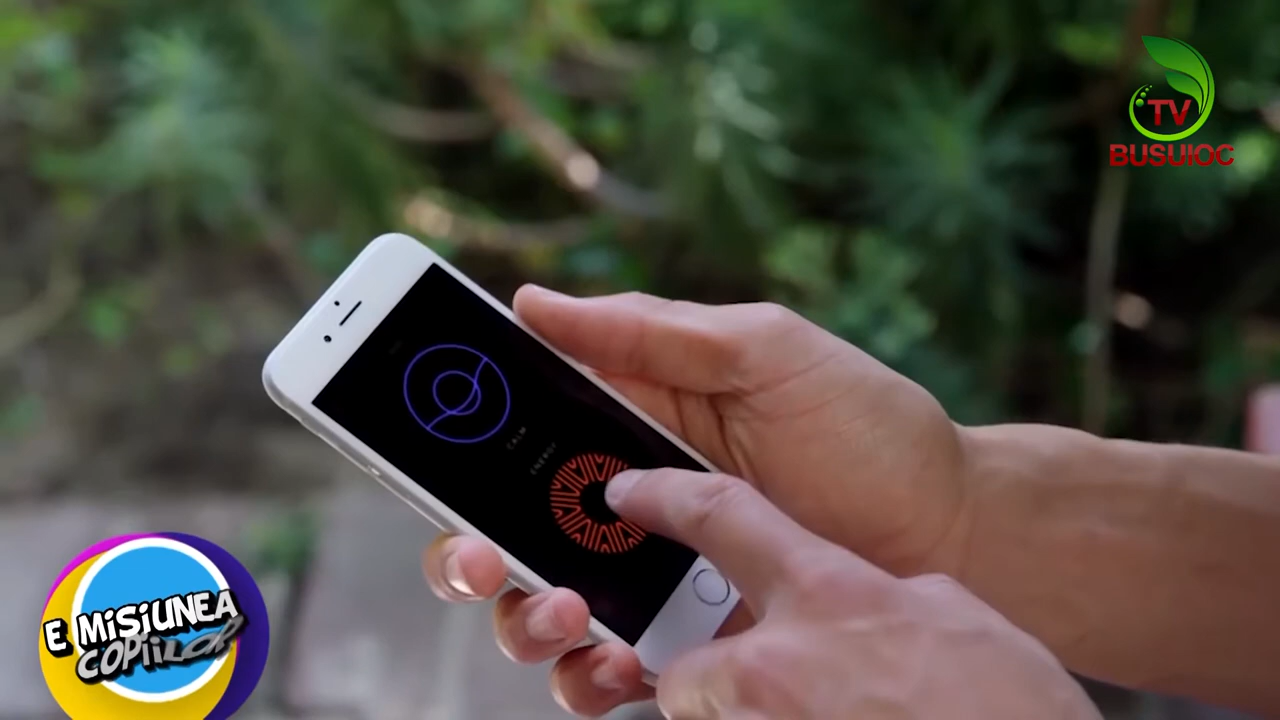 TV
BUSUIOC
CALM
ENERGY
E MiSiUNEA
COPiiLOR